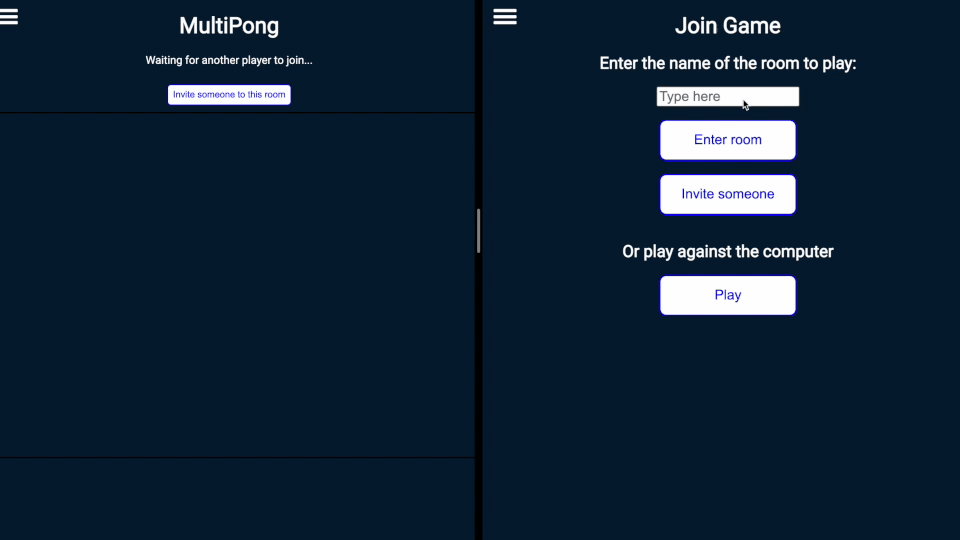 MultiPong
Waiting for another player to join...
Invite someone to this room
Join Game
Enter the name of the room to play:
Type here
Enter room
Invite someone
Or play against the computer
Play